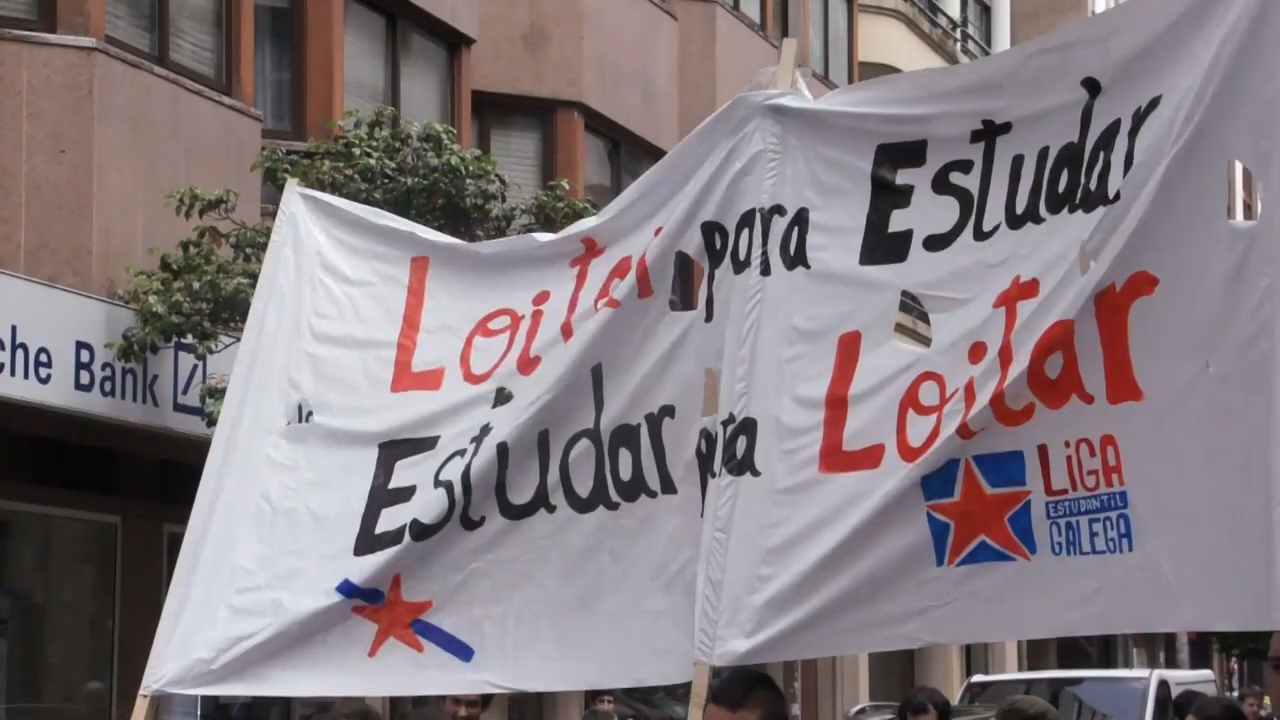 che Bank
Loitar para Estudar
Estudar para Loitar
LiGA
ESTUDANTiL
GALEGA